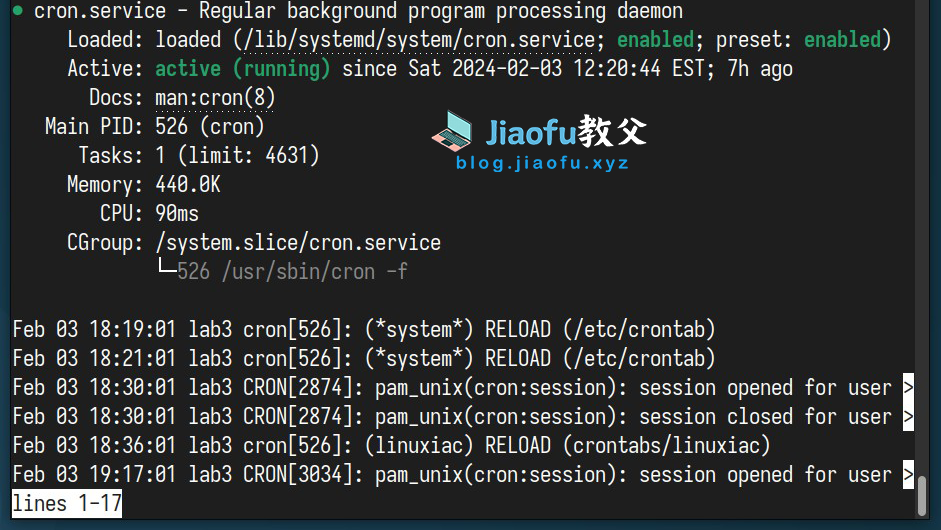 ● cron.service - Regular background program processing daemon
Loaded: loaded (/lib/systemd/system/cron.service; enabled; preset: enabled)
Active: active (running) since Sat 2024-02-03 12:20:44 EST; 7h ago
Docs: man:cron(8)
Main PID: 526 (cron)
Tasks: 1 (limit: 4631)
Memory: 440.0K
CPU: 90ms
CGroup: /system.slice/cron.service
└─526 /usr/sbin/cron -f
Jiaofu教父
blog.jiaofu.xyz
Feb 03 18:19:01 lab3 cron[526]: (*system*) RELOAD (/etc/crontab)
Feb 03 18:21:01 lab3 cron[526]: (*system*) RELOAD (/etc/crontab)
Feb 03 18:30:01 lab3 CRON[2874]: pam_unix(cron:session): session opened for user >
Feb 03 18:30:01 lab3 CRON[2874]: pam_unix(cron:session): session closed for user >
Feb 03 18:36:01 lab3 cron[526]: (linuxiac) RELOAD (crontabs/linuxiac)
Feb 03 19:17:01 lab3 CRON[3034]: pam_unix(cron:session): session opened for user >
lines 1-17